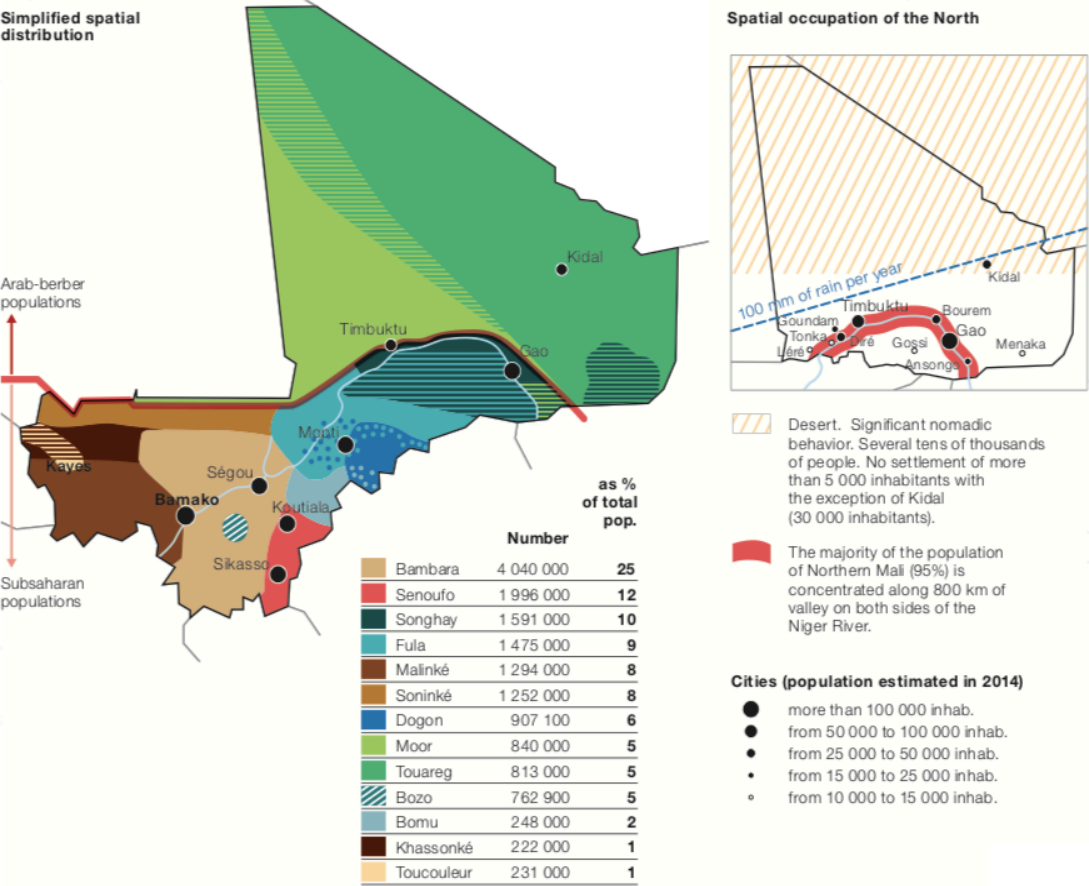 Simplified spatial
distribution
Arab-berber
populations
Subsaharan
populations
Kidal
Timbuktu
Gao
Mopti
Kayes
Ségou
Bamako
Koutiala
Sikasso
Number
as %
of total
pop.
Bambara 4 040 000 25
Senoufo 1 996 000 12
Songhay 1 591 000 10
Fula 1 475 000 9
Malinké 1 294 000 8
Soninké 1 252 000 8
Dogon 907 100 6
Moor 840 000 5
Touareg 813 000 5
Bozo 762 900 5
Bomu 248 000 2
Khassonké 222 000 1
Toucouleur 231 000 1
Spatial occupation of the North
100 mm of rain per year
Kidal
Timbuktu
Bourem
Goundam
Gao
Tonka
Diré
Gossi
Menaka
Léré
Ansongo
Desert. Significant nomadic
behavior. Several tens of thousands
of people. No settlement of more
than 5 000 inhabitants with
the exception of Kidal
(30 000 inhabitants).
The majority of the population
of Northern Mali (95%) is
concentrated along 800 km of
valley on both sides of the
Niger River.
Cities (population estimated in 2014)
more than 100 000 inhab.
from 50 000 to 100 000 inhab.
from 25 000 to 50 000 inhab.
from 15 000 to 25 000 inhab.
from 10 000 to 15 000 inhab.